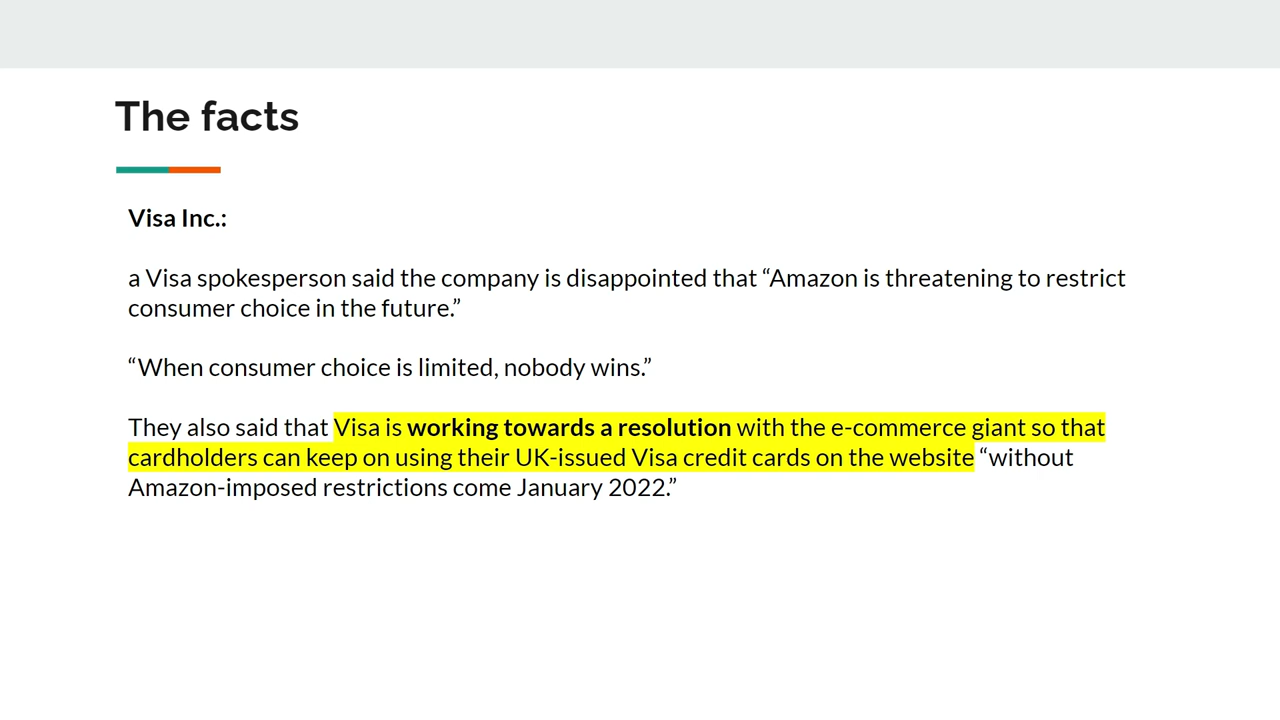 The facts
Visa Inc.:
a Visa spokesperson said the company is disappointed that “Amazon is threatening to restrict
consumer choice in the future.”
“When consumer choice is limited, nobody wins.”
They also said that Visa is working towards a resolution with the e-commerce giant so that
cardholders can keep on using their UK-issued Visa credit cards on the website “without
Amazon-imposed restrictions come January 2022.”